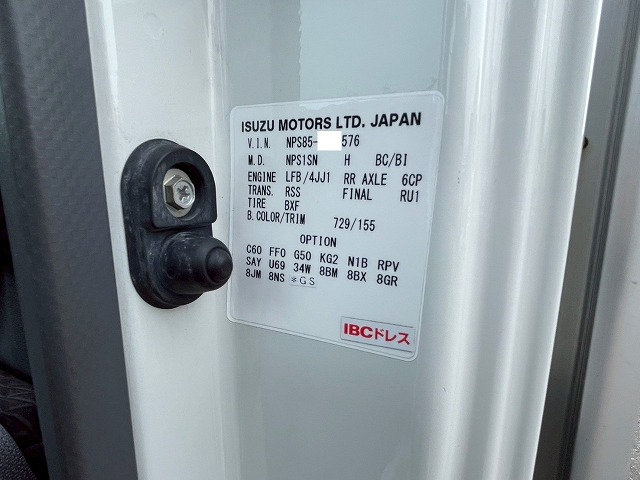 ISUZU MOTORS LTD. JAPAN
V.I.N. NPS85- 576
M.D. NPS1SN H BC/BI
ENGINE LFB/4JJ1 RR AXLE 6CP
TRANS. RSS FINAL RU1
TIRE BXF
B.COLOR/TRIM 729/155
OPTION
C60 FF0 G50 KG2 N1B RPV
SAY U69 34W 8BM 8BX 8GR
8JM 8NS *GS
IBCドレス